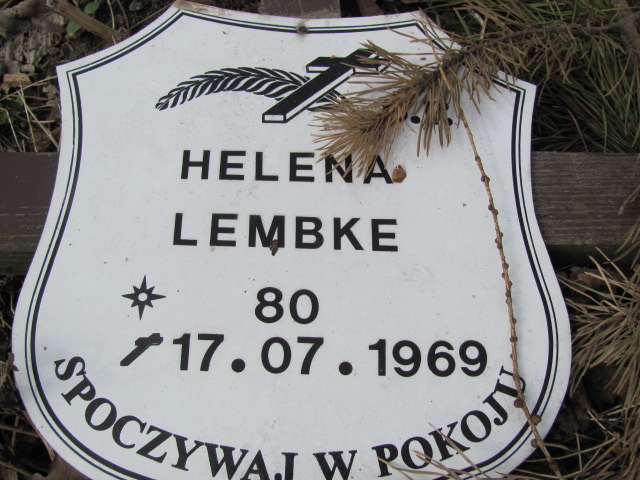 HELENA
LEMBKE
80
17.07.1969
SPOCZYWAJ W POKOJU